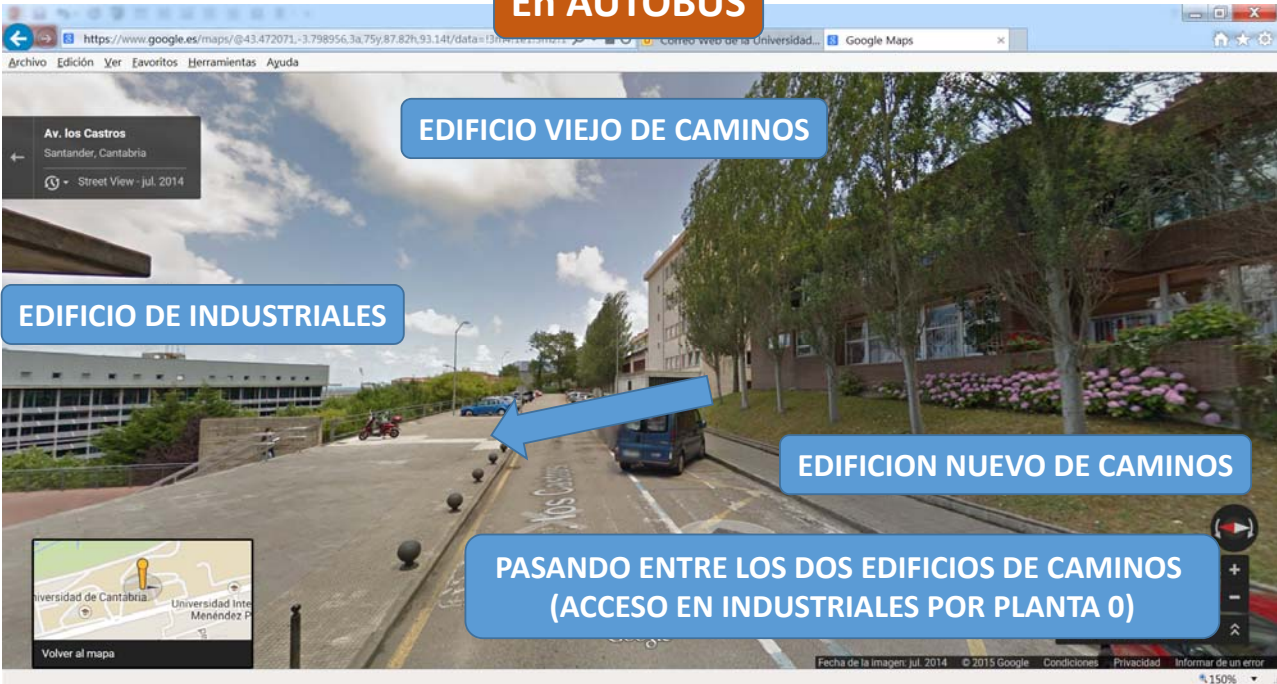 En AUTOBUS
https://www.google.es/maps/@43.472071,-3.798956,3a,75y,87.82h,93.14t/data=
Correo Web de la Universidad...
Google Maps
Archivo Edición Ver Favoritos Herramientas Ayuda
Av. los Castros
Santander, Cantabria
Street View - jul. 2014
EDIFICIO VIEJO DE CAMINOS
EDIFICIO DE INDUSTRIALES
EDIFICION NUEVO DE CAMINOS
los Castros
PASANDO ENTRE LOS DOS EDIFICIOS DE CAMINOS
(ACCESO EN INDUSTRIALES POR PLANTA 0)
niversidad de Cantabria
Universidad Inte
Menéndez P
Volver al mapa
Google
Fecha de la imagen: jul. 2014 © 2015 Google Condiciones Privacidad Informar de un error
150%